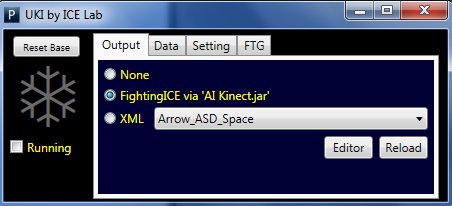 UKI by ICE Lab
Reset Base
Running
Output Data Setting FTG
None
FightingICE via 'AI Kinect.jar'
XML Arrow_ASD_Space
Editor Reload